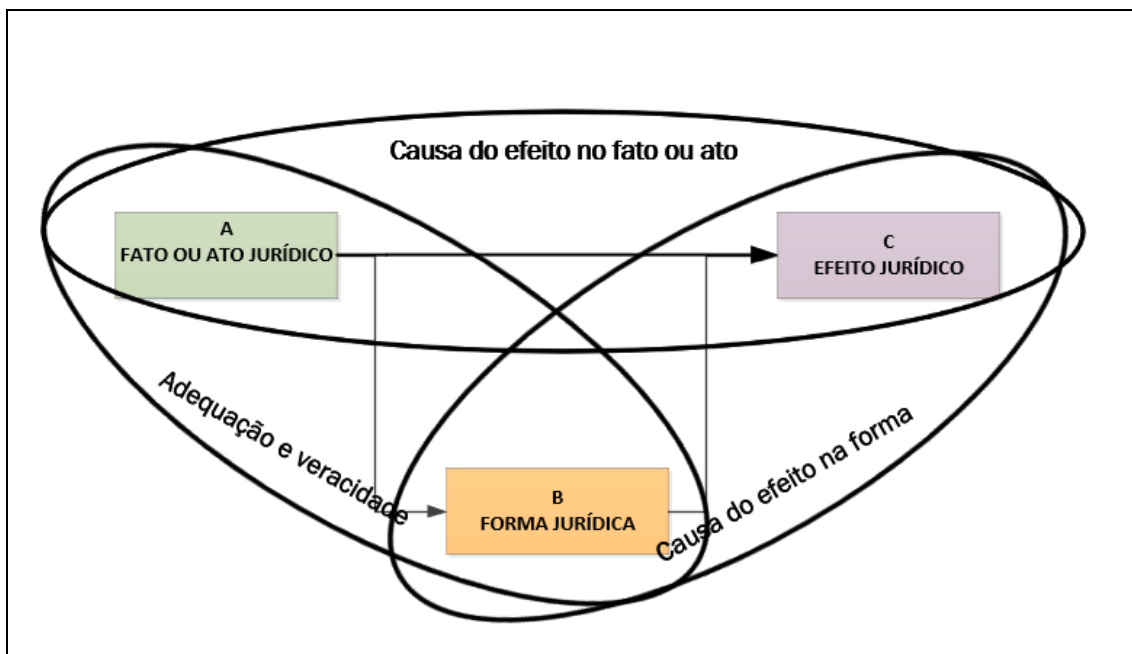 Causa do efeito no fato ou ato
A
FATO OU ATO JURÍDICO
C
EFEITO JURÍDICO
Adequação e veracidade
B
FORMA JURÍDICA
Causa do efeito na forma